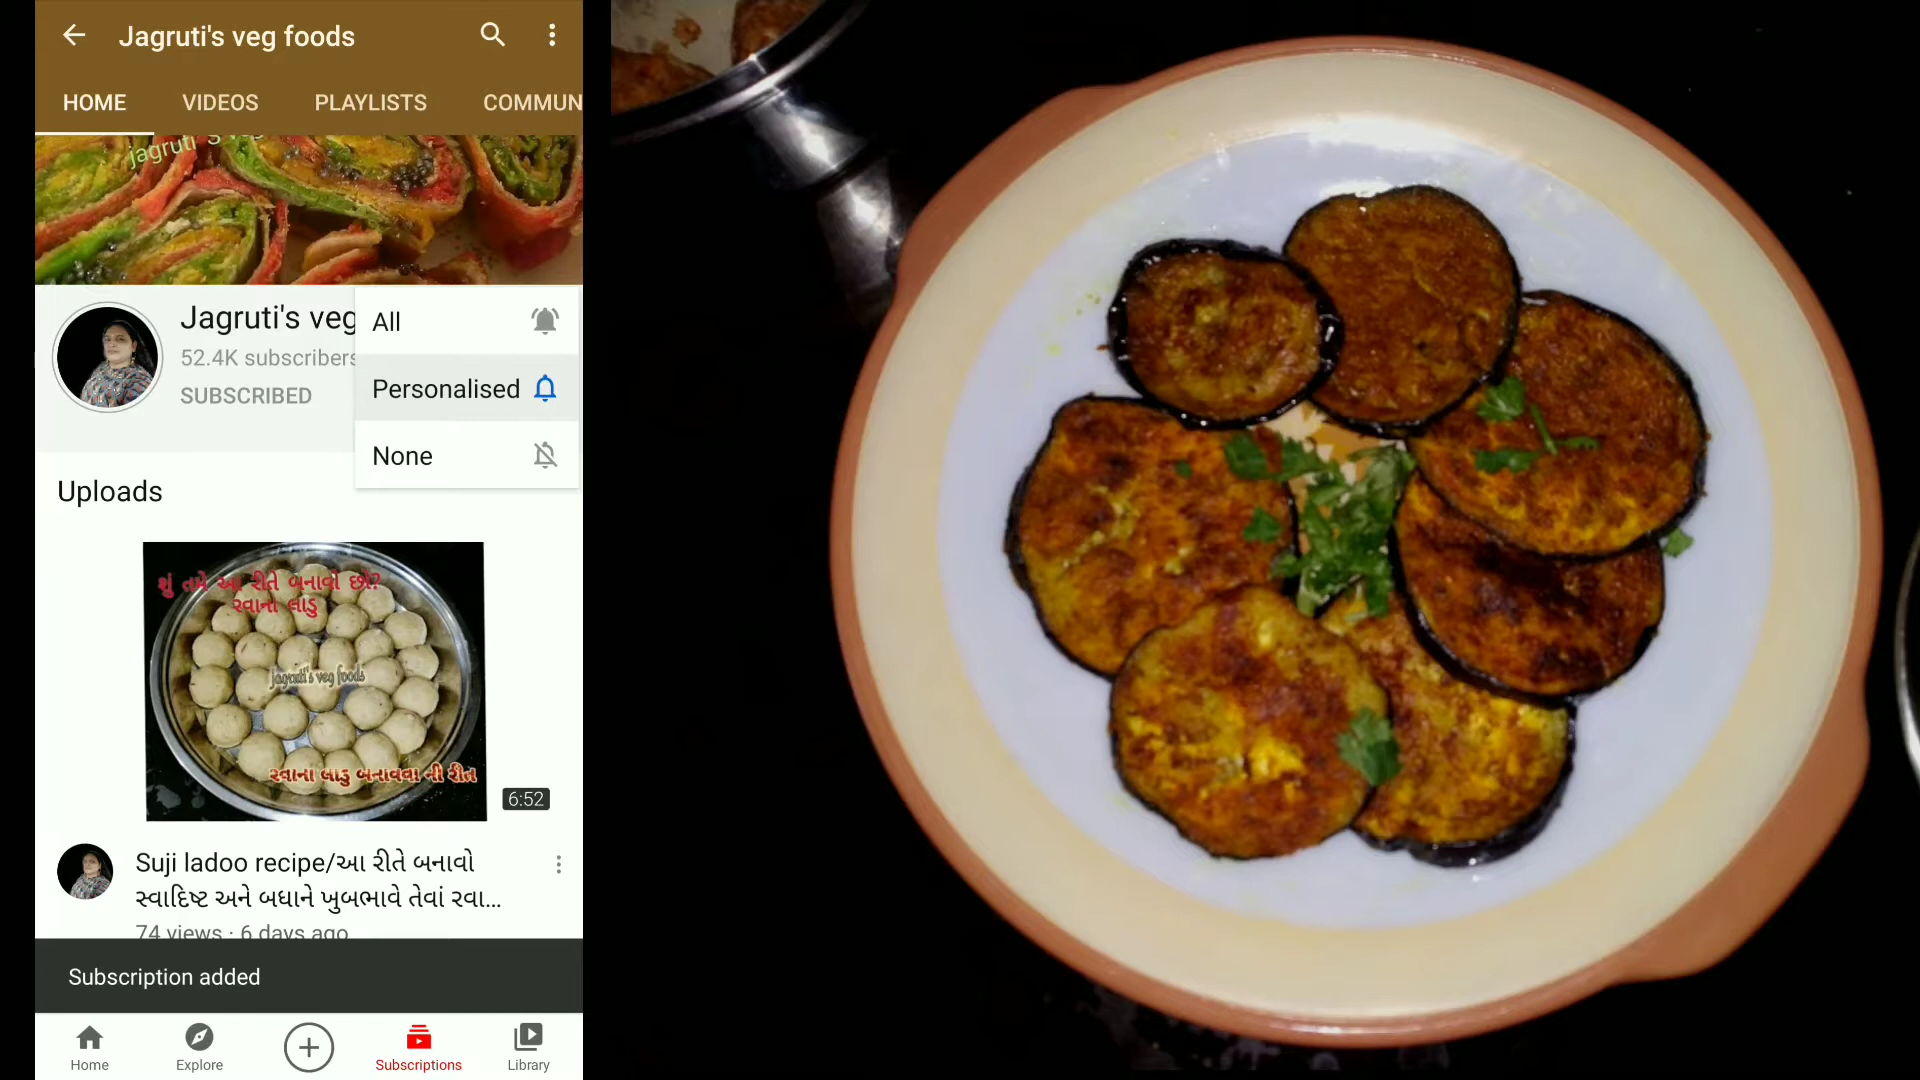 Jagruti's veg foods
HOME VIDEOS PLAYLISTS COMMUN
jagruti's
Jagruti's veg
All
52.4K subscribers
Personalised
SUBSCRIBED
None
Uploads
શું તમે આ રીતે બનાવો છો?
રવાના લાડુ
jagruti's veg foods
રવાના લાડુ બનાવવા ની રીત
6:52
Suji ladoo recipe/આ રીતે બનાવો
સ્વાદિષ્ટ અને બધાને ખુબભાવે તેવાં રવા...
74 views · 6 days ago
Subscription added
Home Explore Subscriptions Library